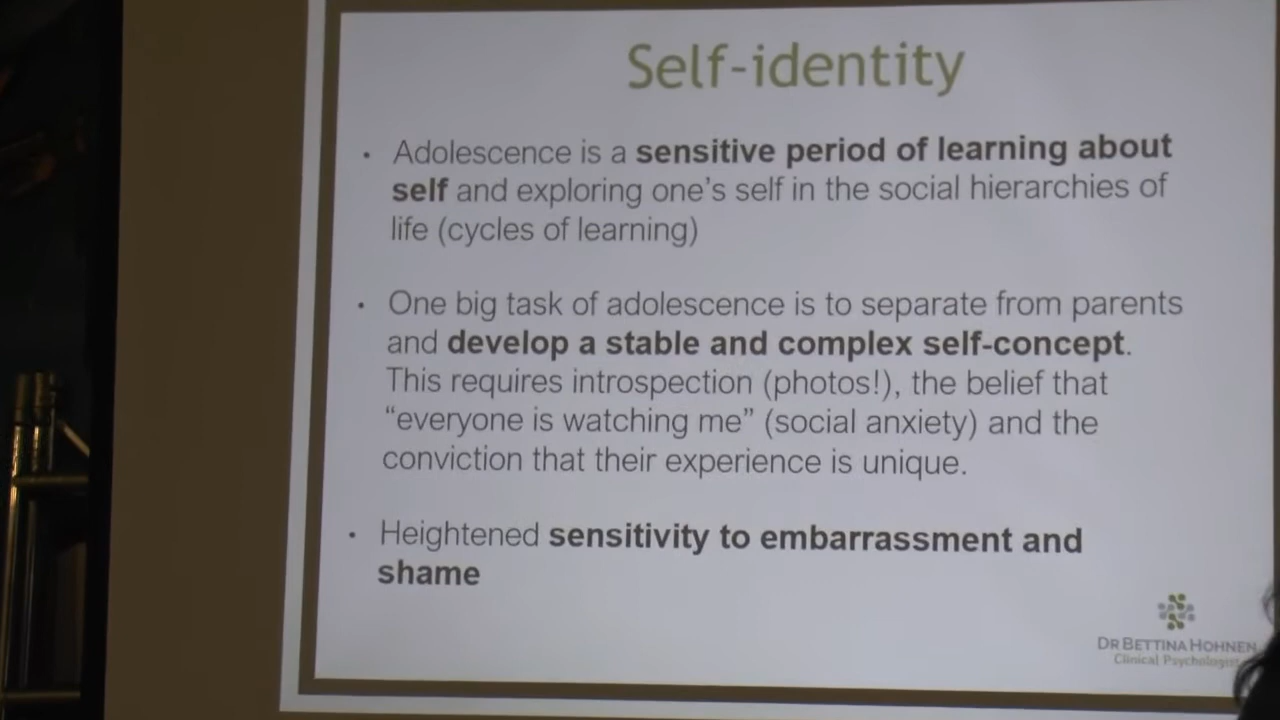 Self-identity
• Adolescence is a sensitive period of learning about
self and exploring one's self in the social hierarchies of
life (cycles of learning)
• One big task of adolescence is to separate from parents
and develop a stable and complex self-concept.
This requires introspection (photos!), the belief that
“everyone is watching me” (social anxiety) and the
conviction that their experience is unique.
• Heightened sensitivity to embarrassment and
shame
DR BETTINA HOHNEN
Clinical Psychologist